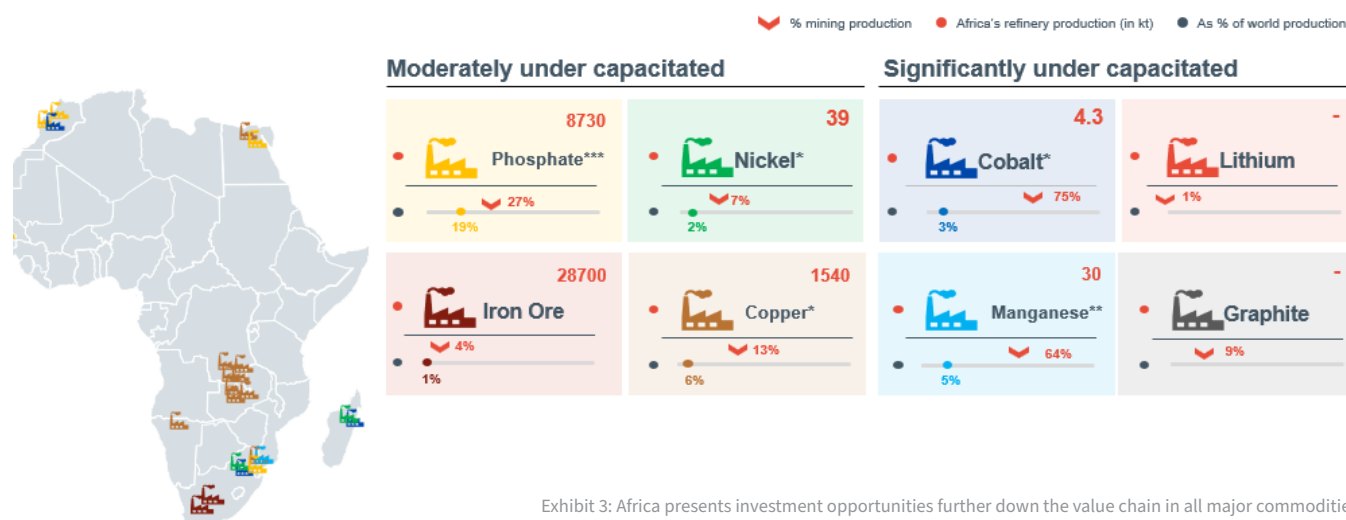 % mining production
Africa's refinery production (in kt)
As % of world production
Moderately under capacitated
Significantly under capacitated
8730
Phosphate***
27%
19%
39
Nickel*
7%
2%
4.3
Cobalt*
75%
3%
-
Lithium
1%
28700
Iron Ore
4%
1%
1540
Copper*
13%
6%
30
Manganese**
64%
5%
-
Graphite
9%
Exhibit 3: Africa presents investment opportunities further down the value chain in all major commoditie